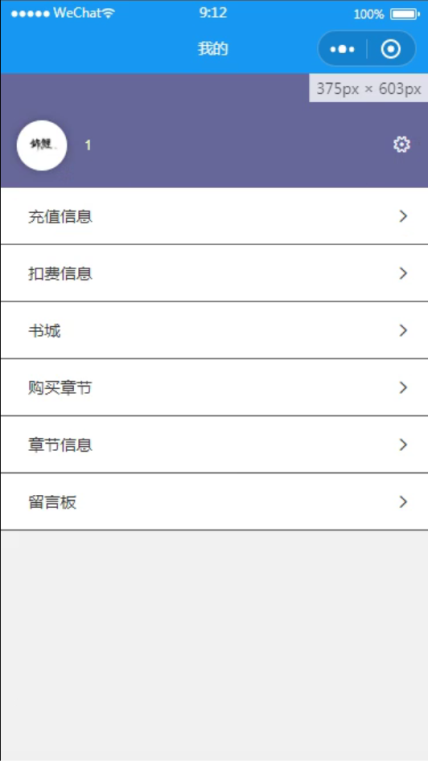 WeChat
9:12
100%
我的
375px × 603px
1
充值信息
扣费信息
书城
购买章节
章节信息
留言板